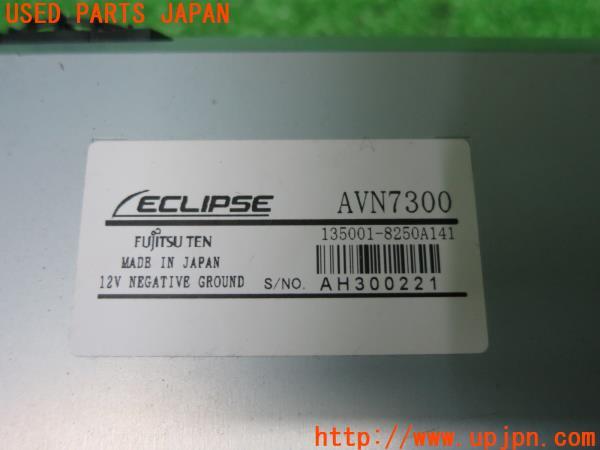 USED PARTS JAPAN
ECLIPSE AVN7300
FUJITSU TEN 135001-8250A141
MADE IN JAPAN
12V NEGATIVE GROUND S/NO. AH300221
http://www.upjpn.com